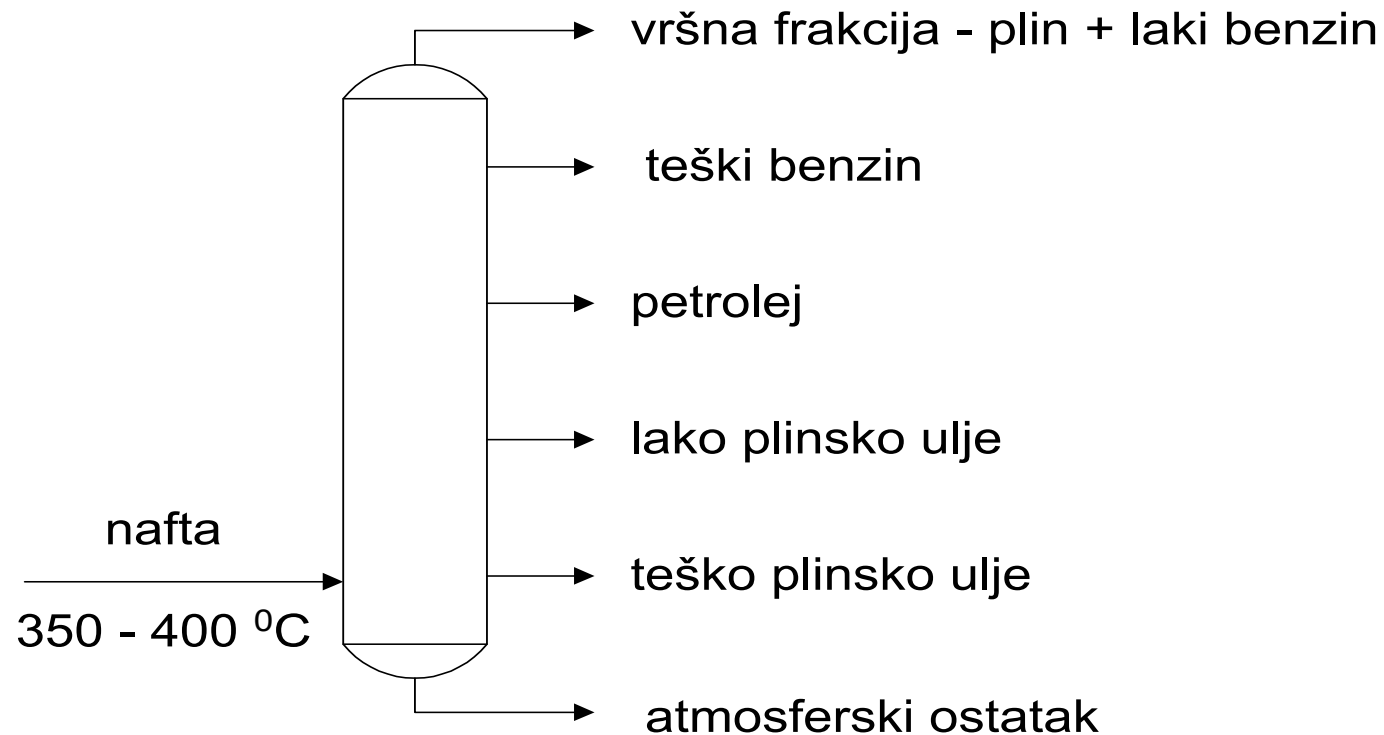 vršna frakcija - plin + laki benzin
teški benzin
petrolej
lako plinsko ulje
nafta
teško plinsko ulje
350 - 400 ⁰C
atmosferski ostatak